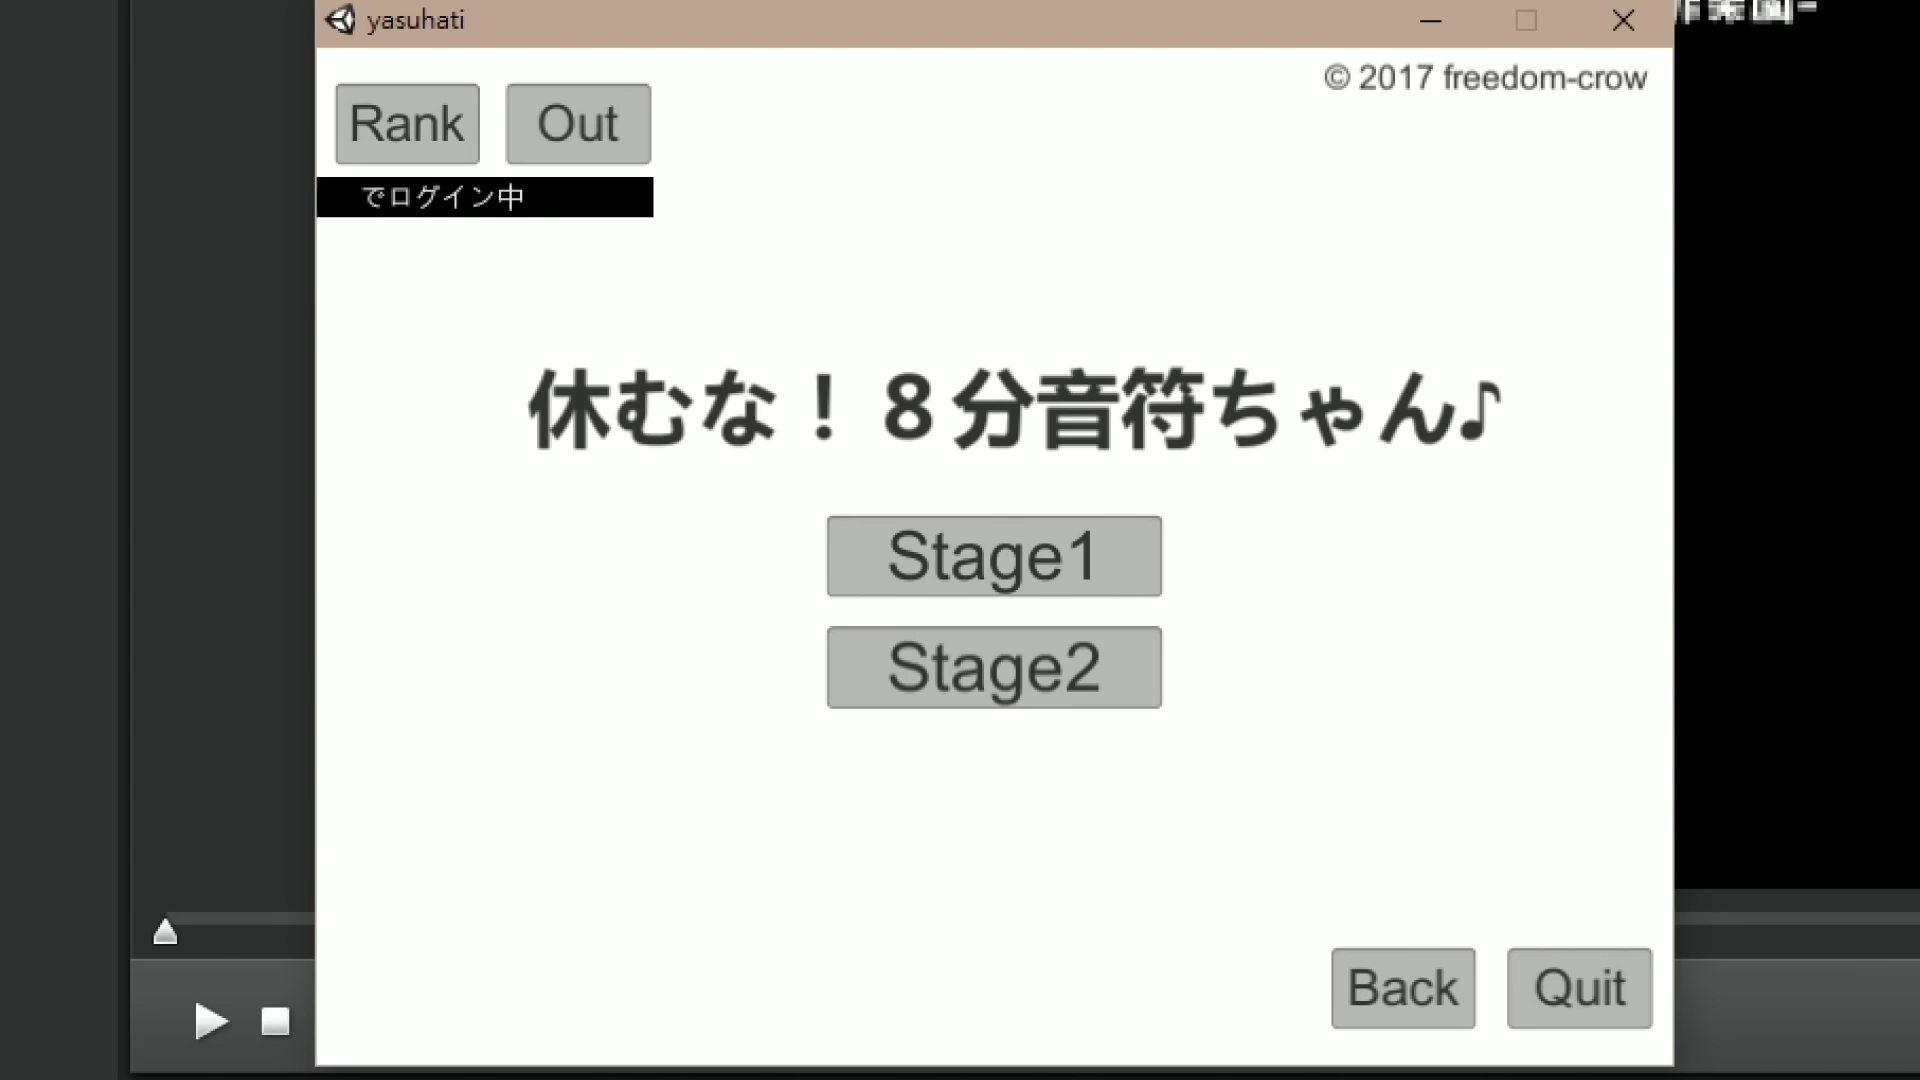 yasuhati
© 2017 freedom-crow
Rank
Out
でログイン中
休むな！８分音符ちゃん♪
Stage1
Stage2
Back
Quit